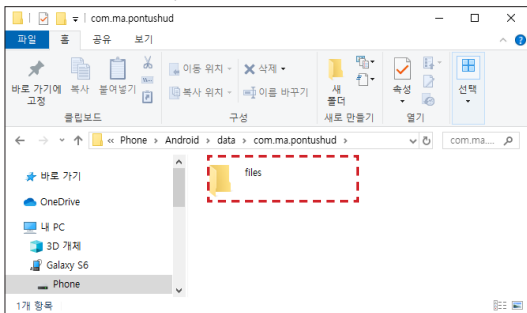 com.ma.pontushud
파일 홈 공유 보기
바로 가기에 고정
복사
붙여넣기
이동 위치
복사 위치
삭제
이름 바꾸기
새 폴더
속성
선택
클립보드
구성
새로 만들기
열기
« Phone > Android > data > com.ma.pontushud >
com.ma....
바로 가기
OneDrive
내 PC
3D 개체
Galaxy S6
Phone
files
1개 항목